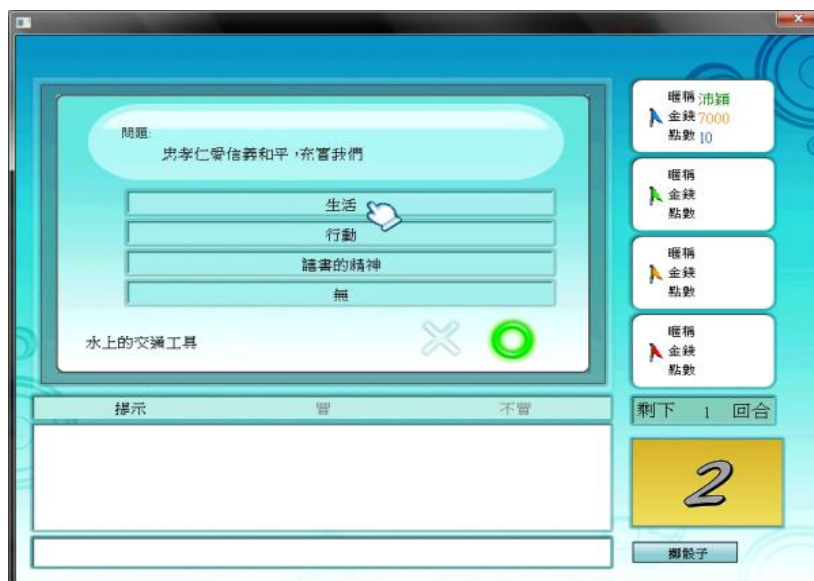 問題:
忠孝仁愛信義和平,充實我們
生活
行動
讀書的精神
無
水上的交通工具
提示 買 不買
暱稱 沛穎
金錢 7000
點數 10
暱稱
金錢
點數
暱稱
金錢
點數
暱稱
金錢
點數
剩下 1 回合
2
擲骰子